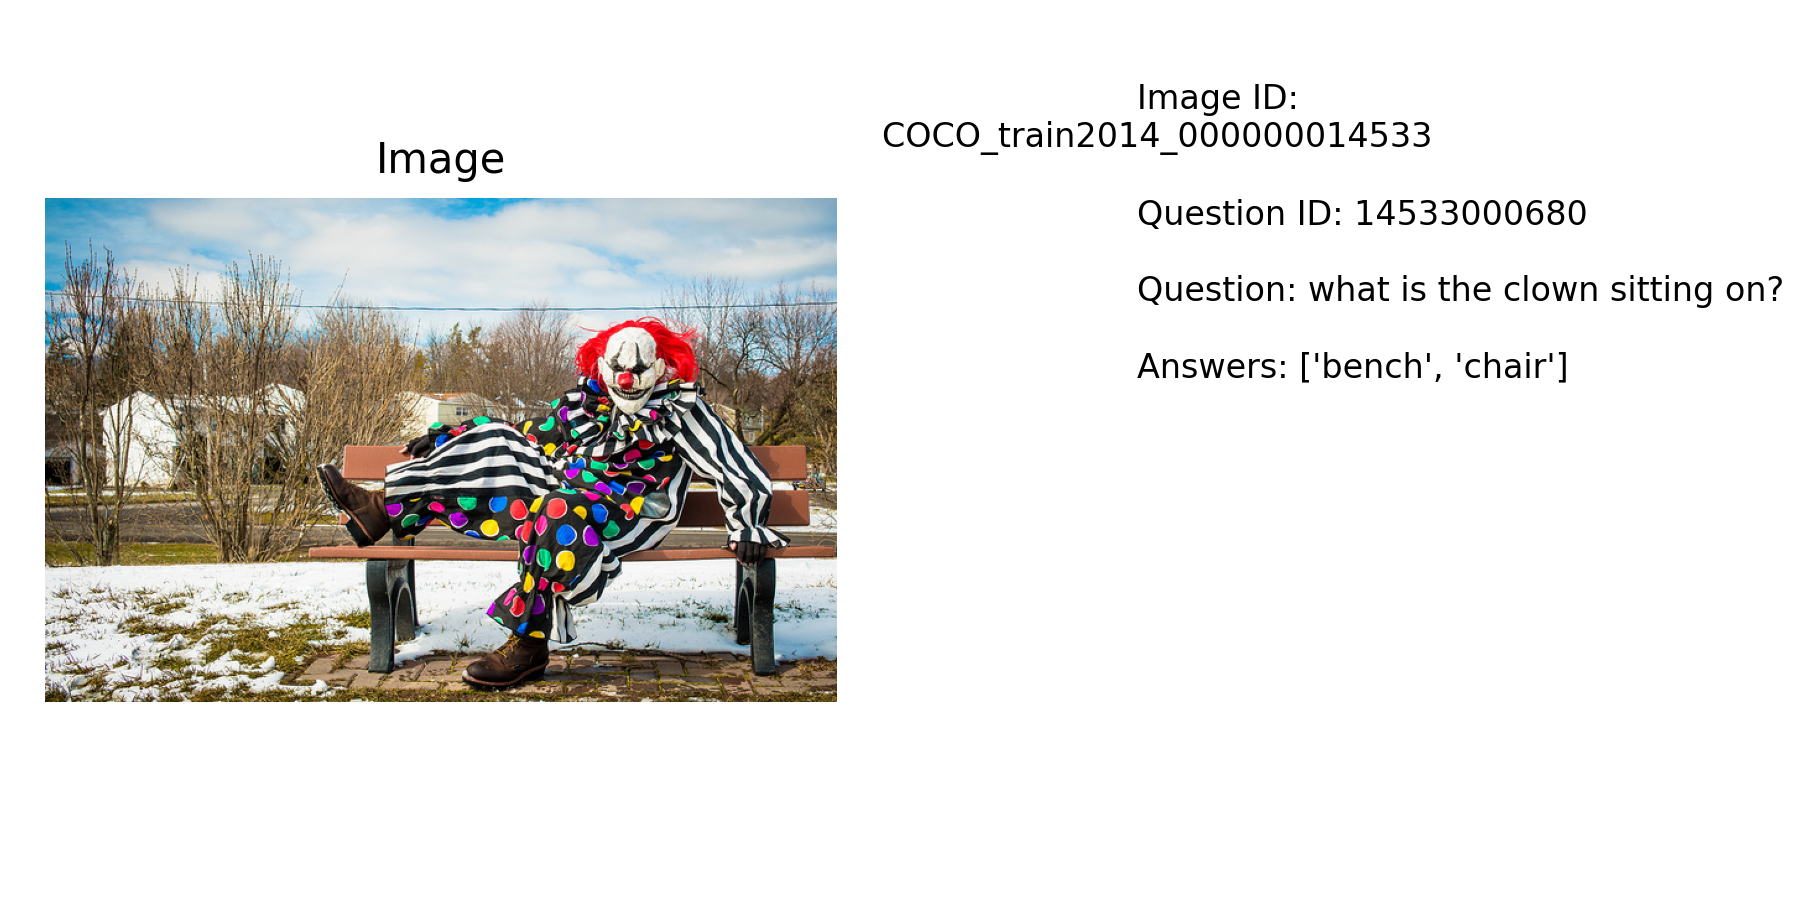 Image
Image ID:
COCO_train2014_000000014533
Question ID: 14533000680
Question: what is the clown sitting on?
Answers: ['bench', 'chair']